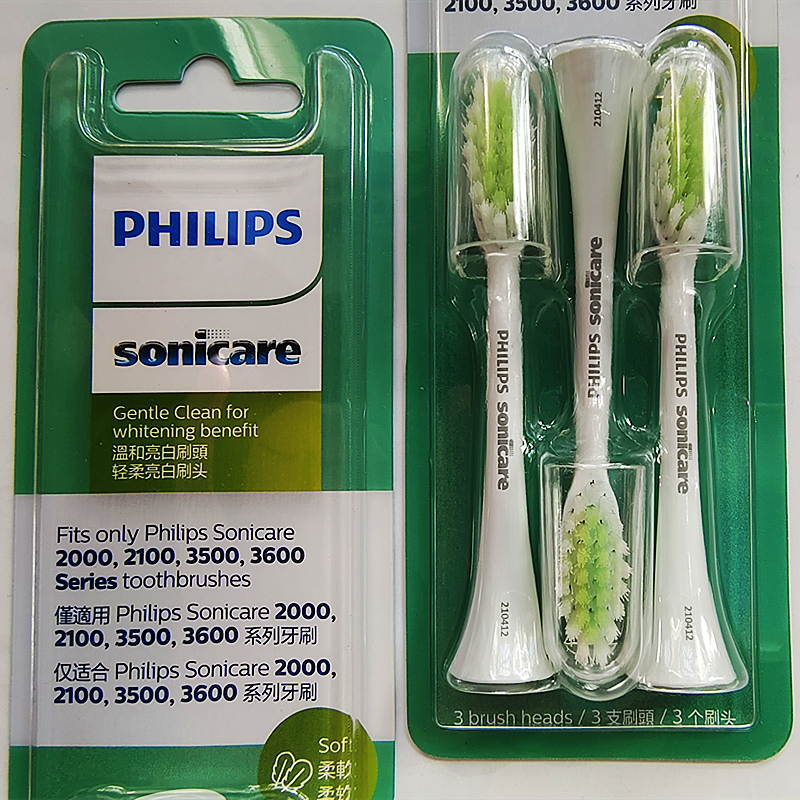 PHILIPS
sonicare
Gentle Clean for
whitening benefit
溫和亮白刷頭
轻柔亮白刷头
Fits only Philips Sonicare
2000, 2100, 3500, 3600
Series toothbrushes
僅適用 Philips Sonicare 2000,
2100, 3500, 3600 系列牙刷
仅适合 Philips Sonicare 2000,
2100, 3500, 3600 系列牙刷
Soft
柔軟
柔软
2100, 3500, 3600 系列牙刷
210412
PHILIPS sonicare
PHILIPS sonicare
PHILIPS sonicare
210412
210412
3 brush heads / 3 支刷頭 / 3 个刷头